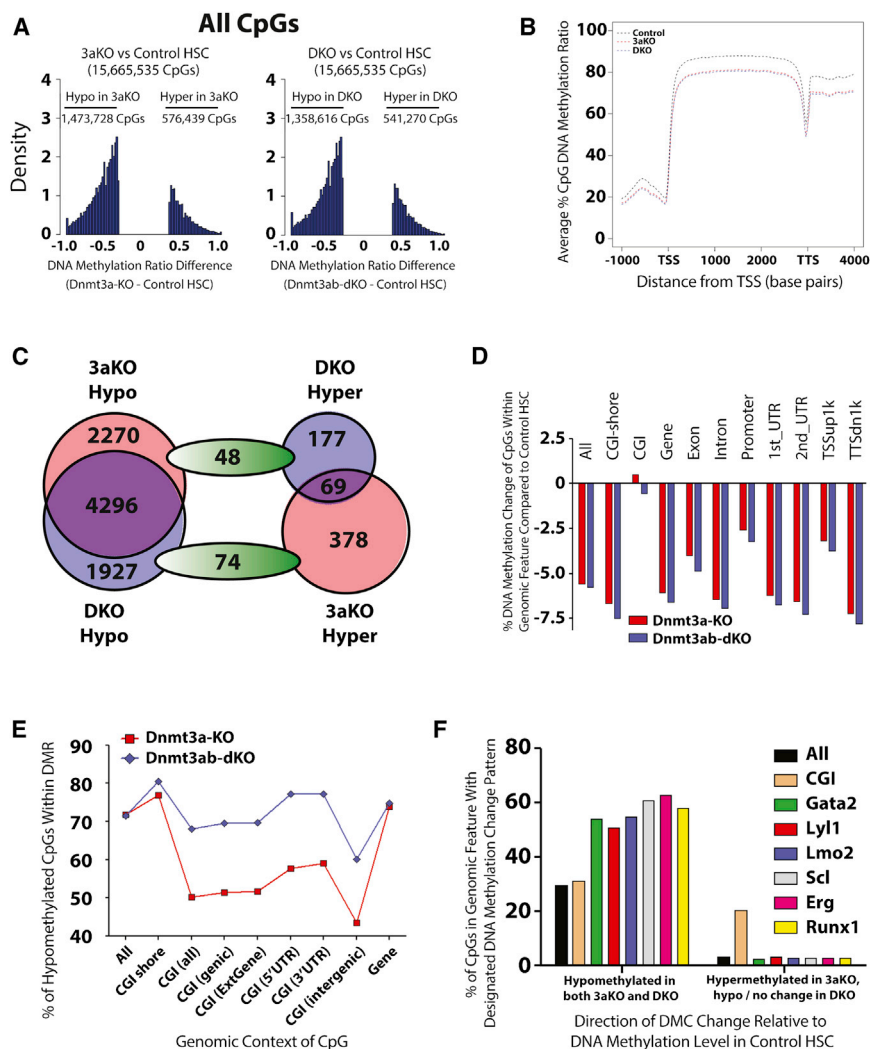 A
All CpGs
3aKO vs Control HSC
(15,665,535 CpGs)
Hypo in 3aKO
1,473,728 CpGs
Hyper in 3aKO
576,439 CpGs
Density
4
3
2
1
0
-1.0
-0.5
0
0.5
1.0
DNA Methylation Ratio Difference
(Dnmt3a-KO - Control HSC)
DKO vs Control HSC
(15,665,535 CpGs)
Hypo in DKO
1,358,616 CpGs
Hyper in DKO
541,270 CpGs
4
3
2
1
0
-1.0
-0.5
0
0.5
1.0
DNA Methylation Ratio Difference
(Dnmt3ab-dKO - Control HSC)
B
Average % CpG DNA Methylation Ratio
100
80
60
40
20
0
Control
3aKO
DKO
-1000
TSS
1000
2000
TTS
4000
Distance from TSS (base pairs)
C
3aKO
Hypo
DKO
Hyper
2270
48
177
4296
69
378
1927
74
DKO
Hypo
3aKO
Hyper
D
% DNA Methylation Change of CpGs Within
Genomic Feature Compared to Control HSC
2.5
0
-2.5
-5.0
-7.5
All
CGI-shore
CGI
Gene
Exon
Intron
Promoter
1st_UTR
2nd_UTR
TSSup1k
TTSdn1k
Dnmt3a-KO
Dnmt3ab-dKO
E
% of Hypomethylated CpGs Within DMR
90
80
70
60
50
40
Dnmt3a-KO
Dnmt3ab-dKO
All
CGI shore
CGI (all)
CGI (genic)
CGI (ExtGene)
CGI (5'UTR)
CGI (3'UTR)
CGI (intergenic)
Gene
Genomic Context of CpG
F
% of CpGs in Genomic Feature With
Designated DNA Methylation Change Pattern
80
60
40
20
0
All
CGI
Gata2
Lyl1
Lmo2
Scl
Erg
Runx1
Hypomethylated in
both 3aKO and DKO
Hypermethylated in 3aKO,
hypo / no change in DKO
Direction of DMC Change Relative to
DNA Methylation Level in Control HSC